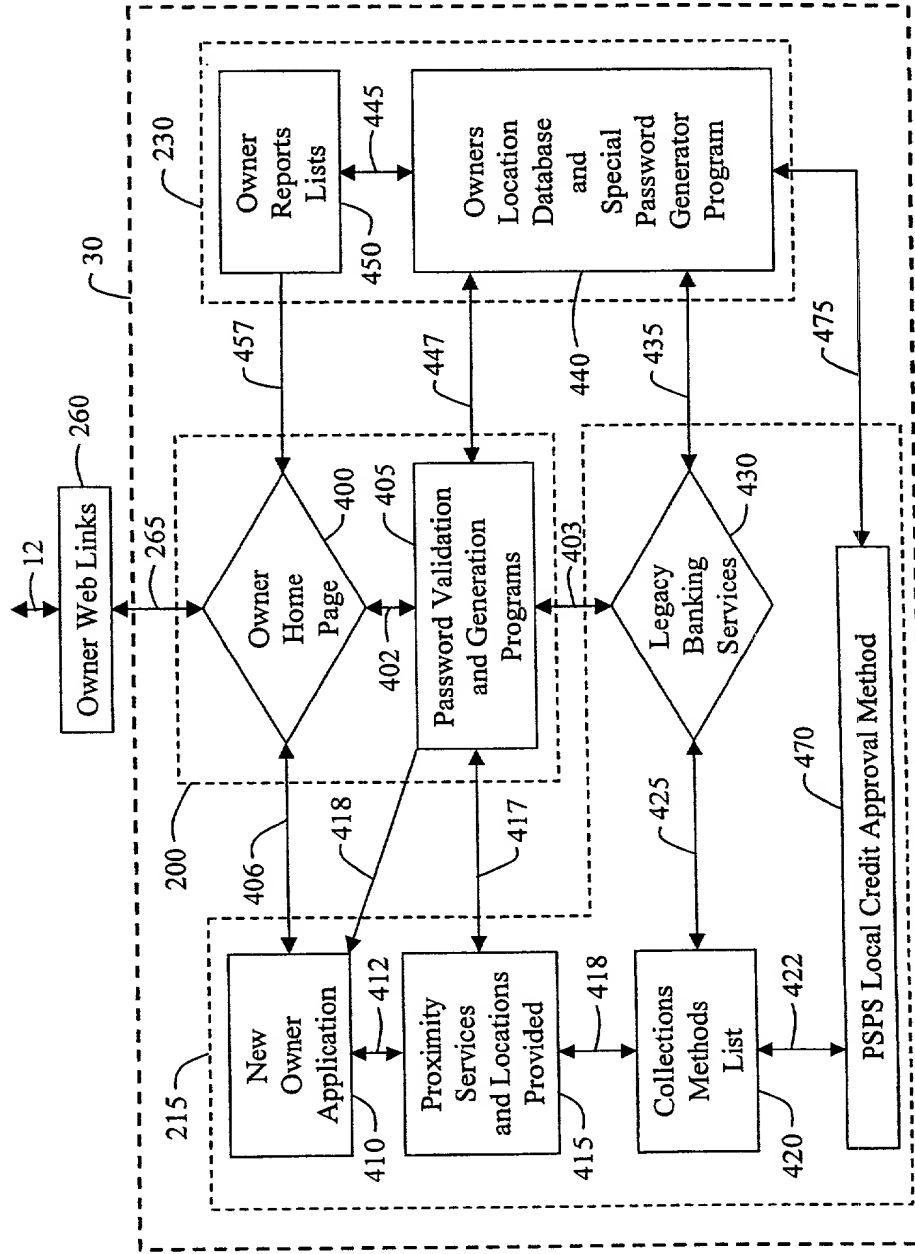 12
Owner Web Links
260
265
30
230
200
215
Owner
Home
Page
400
402
Password Validation
and Generation
Programs
405
403
406
418
417
457
447
435
Owner
Reports
Lists
450
445
Owners
Location
Database
and
Special
Password
Generator
Program
440
475
New
Owner
Application
410
412
Proximity
Services
and Locations
Provided
415
418
Collections
Methods
List
420
422
425
Legacy
Banking
Services
430
PSPS Local Credit Approval Method
470